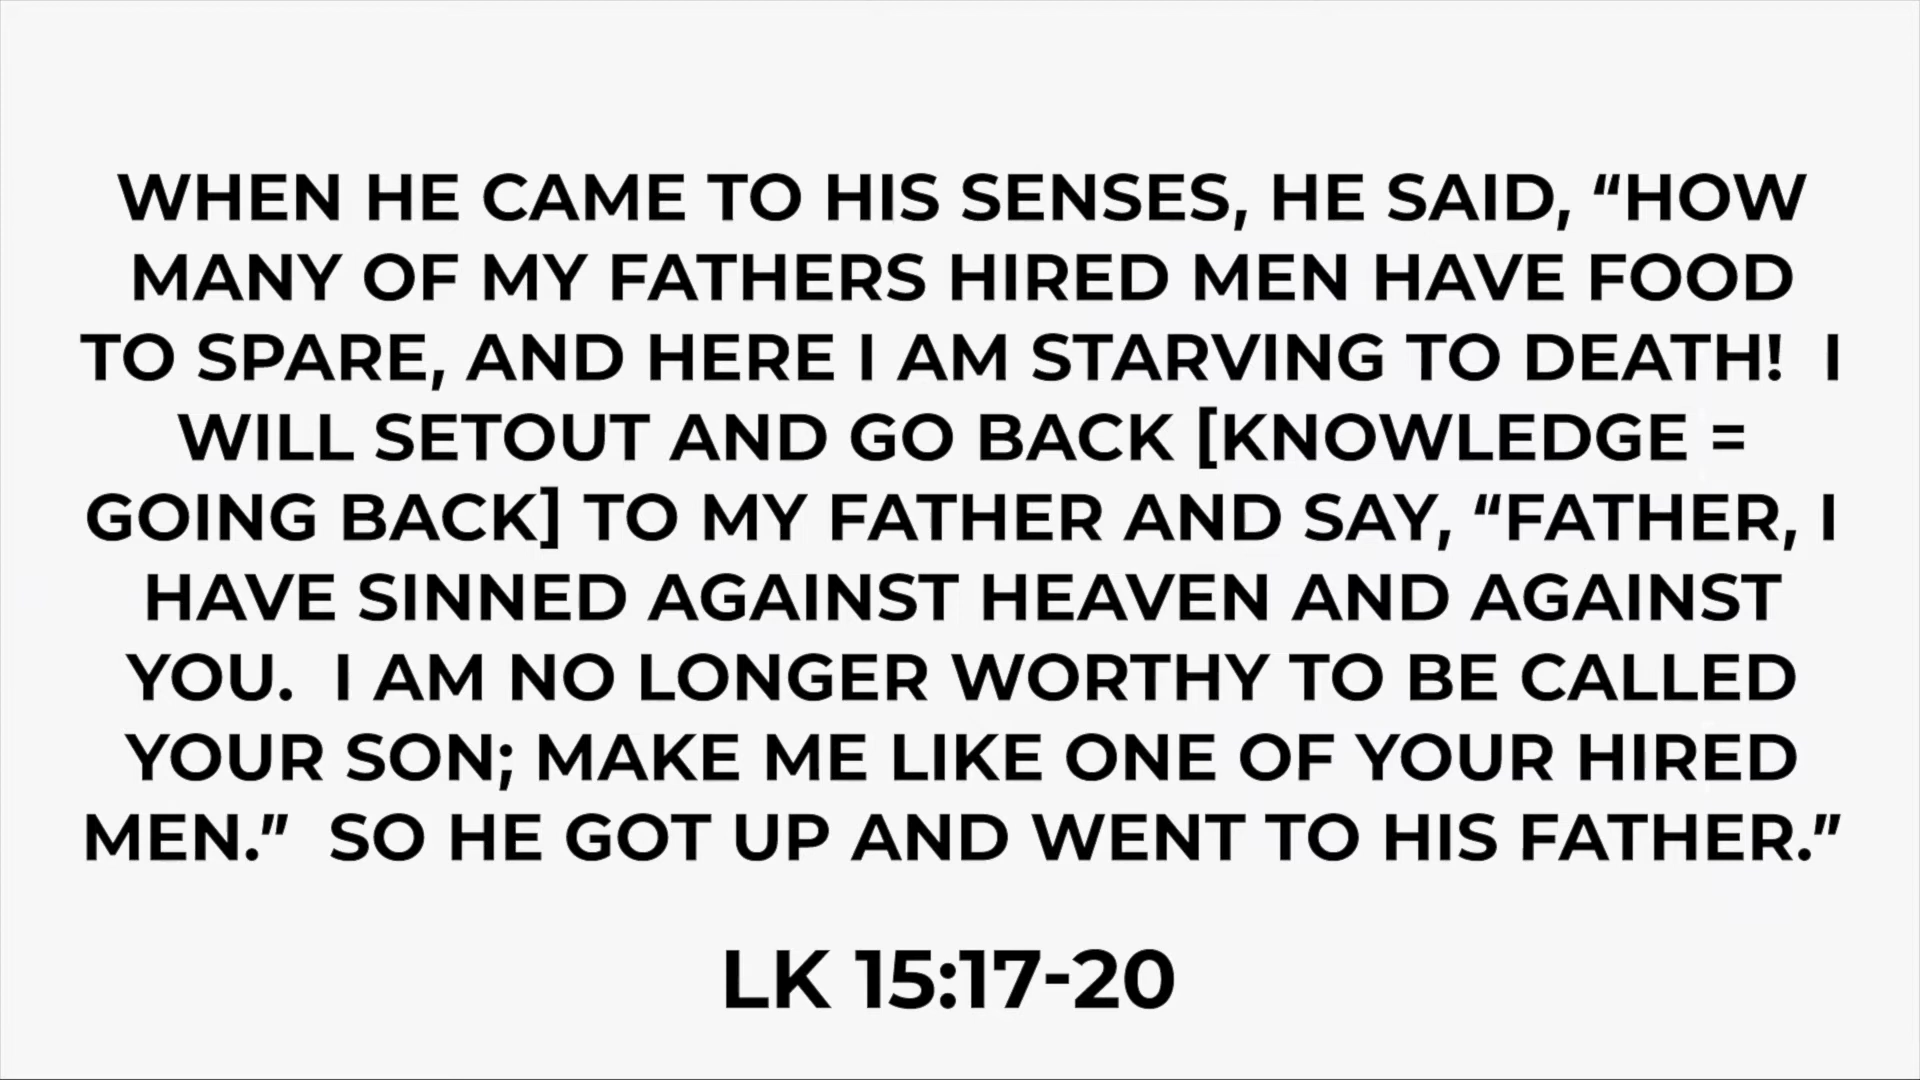 WHEN HE CAME TO HIS SENSES, HE SAID, “HOW
MANY OF MY FATHERS HIRED MEN HAVE FOOD
TO SPARE, AND HERE I AM STARVING TO DEATH!  I
WILL SETOUT AND GO BACK [KNOWLEDGE =
GOING BACK] TO MY FATHER AND SAY, “FATHER, I
HAVE SINNED AGAINST HEAVEN AND AGAINST
YOU.  I AM NO LONGER WORTHY TO BE CALLED
YOUR SON; MAKE ME LIKE ONE OF YOUR HIRED
MEN.”  SO HE GOT UP AND WENT TO HIS FATHER.”
LK 15:17-20